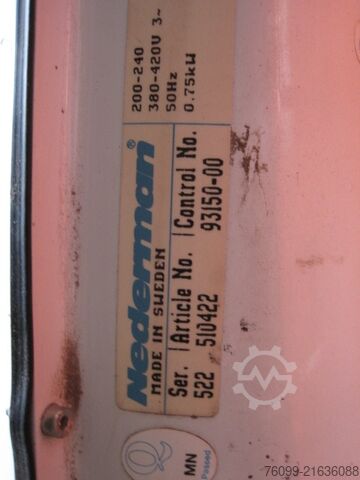 200-240
380-420V 3~
50Hz
0.75kW
Nederman®
MADE IN SWEDEN
Ser. Article No. Control No.
522 510422 93150-00
MN
Passed
76099-21636088